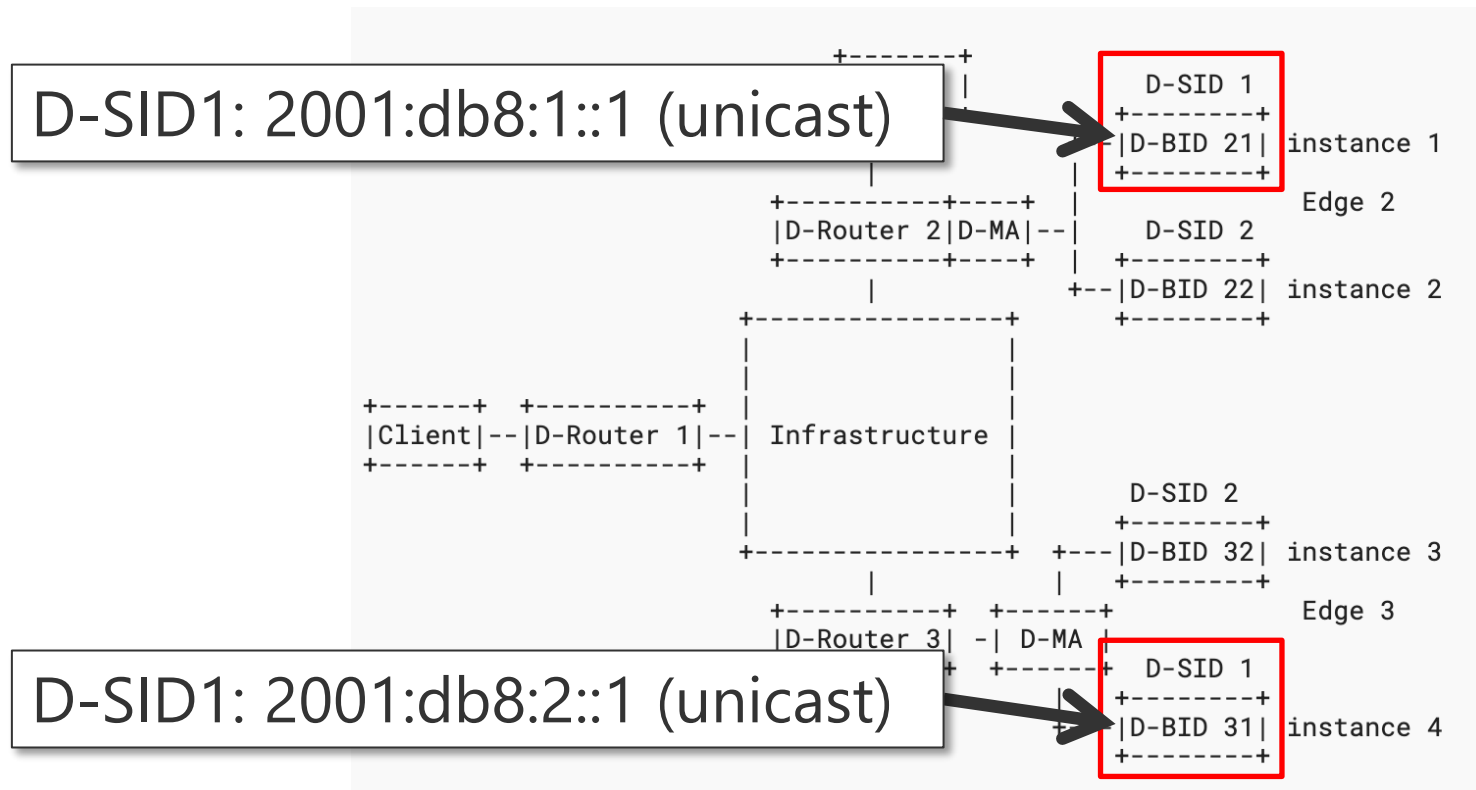 D-SID 1
D-SID1: 2001:db8:1::1 (unicast)
|D-BID 21| instance 1
Edge 2
|D-Router 2|D-MA|--| D-SID 2
+--|D-BID 22| instance 2
|Client|--|D-Router 1|--| Infrastructure |
D-SID 2
+---|D-BID 32| instance 3
Edge 3
|D-Router 3| -| D-MA |
D-SID 1
D-SID1: 2001:db8:2::1 (unicast)
|D-BID 31| instance 4